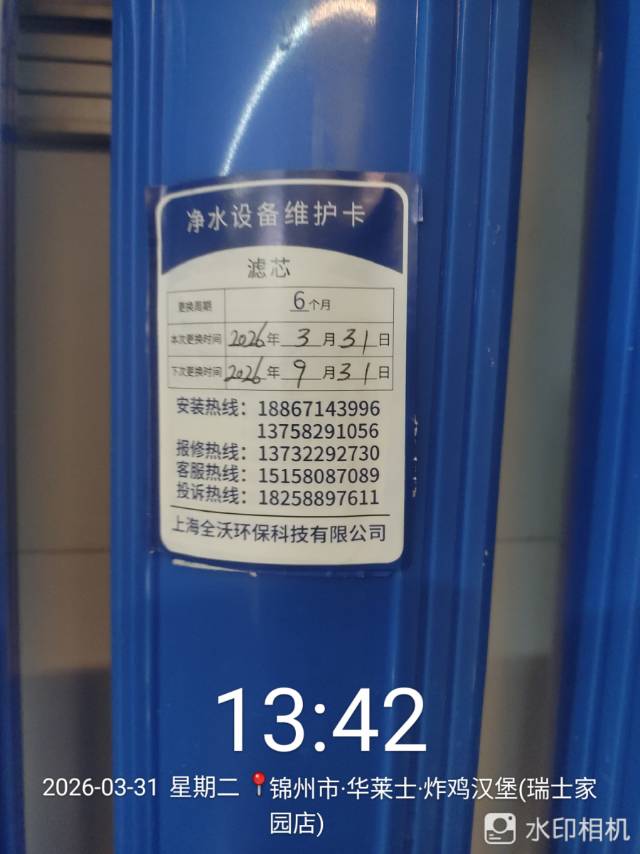 净水设备维护卡
滤芯
更换周期 6个月
本次更换时间 2026年 3月31日
下次更换时间 2026年 9月31日
安装热线：18867143996
13758291056
报修热线：13732292730
客服热线：15158087089
投诉热线：18258897611
上海全沃环保科技有限公司
13:42
2026-03-31 星期二 锦州市·华莱士·炸鸡汉堡(瑞士家
园店)
水印相机